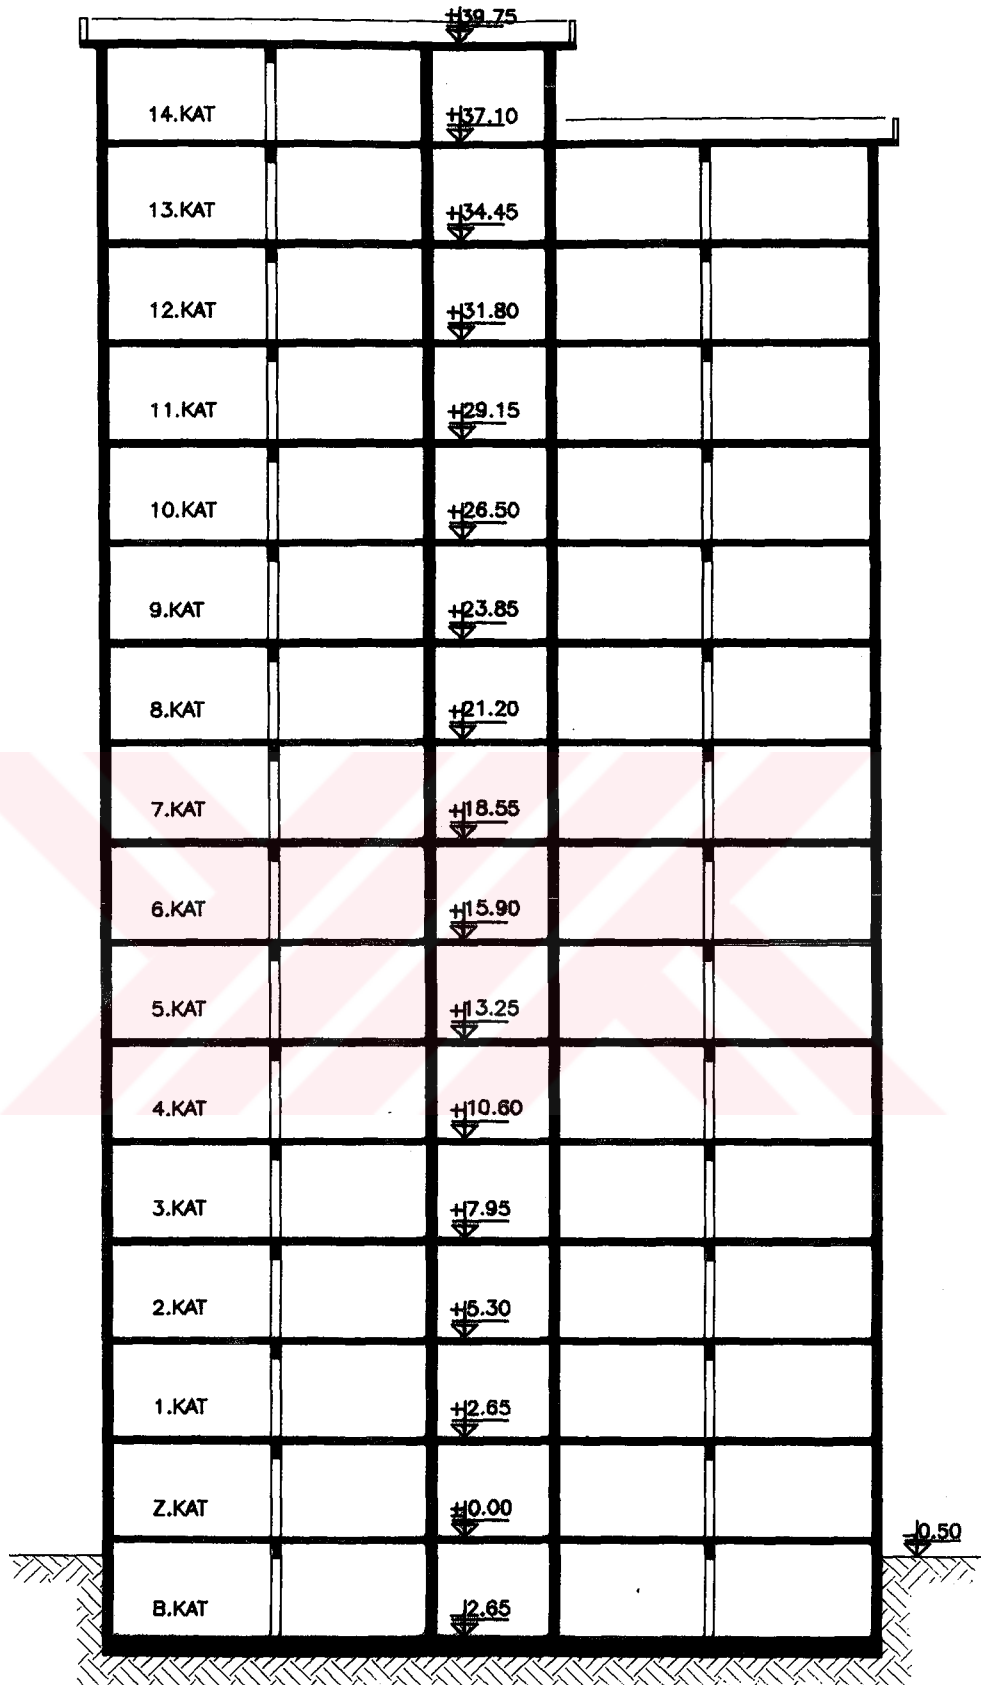 +39.75
14.KAT +37.10
13.KAT +34.45
12.KAT +31.80
11.KAT +29.15
10.KAT +26.50
9.KAT +23.85
8.KAT +21.20
7.KAT +18.55
6.KAT +15.90
5.KAT +13.25
4.KAT +10.60
3.KAT +7.95
2.KAT +5.30
1.KAT +2.65
Z.KAT ±0.00
-0.50
B.KAT -2.65